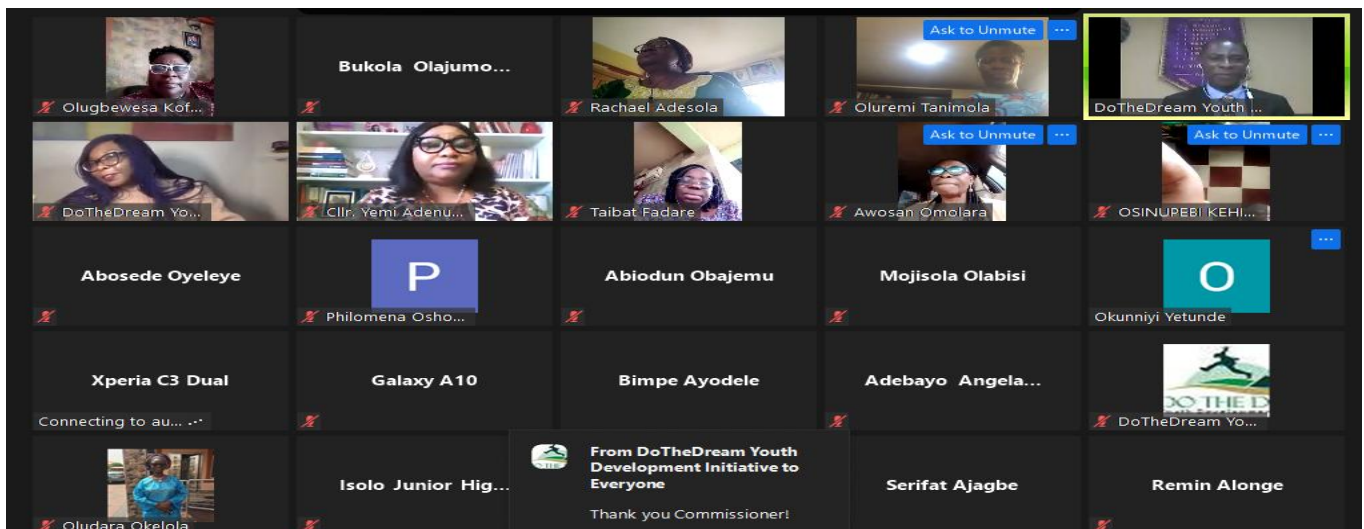 Olugbewesa Kof...
Bukola Olajumo...
Rachael Adesola
Ask to Unmute ...
Oluremi Tanimola
DoTheDream Youth ...
DoTheDream Yo...
Cllr. Yemi Adenu...
Taibat Fadare
Ask to Unmute ...
Awosan Omolara
Ask to Unmute ...
OSINUPEBI KEHI...
Abosede Oyeleye
P
Philomena Osho...
Abiodun Obajemu
Mojisola Olabisi
...
O
Okunniyi Yetunde
Xperia C3 Dual
Connecting to au...
Galaxy A10
Bimpe Ayodele
Adebayo Angela...
DO THE D
DoTheDream Yo...
Oludara Okelola
Isolo Junior Hig...
From DoTheDream Youth
Development Initiative to
Everyone
Thank you Commissioner!
Serifat Ajagbe
Remin Alonge